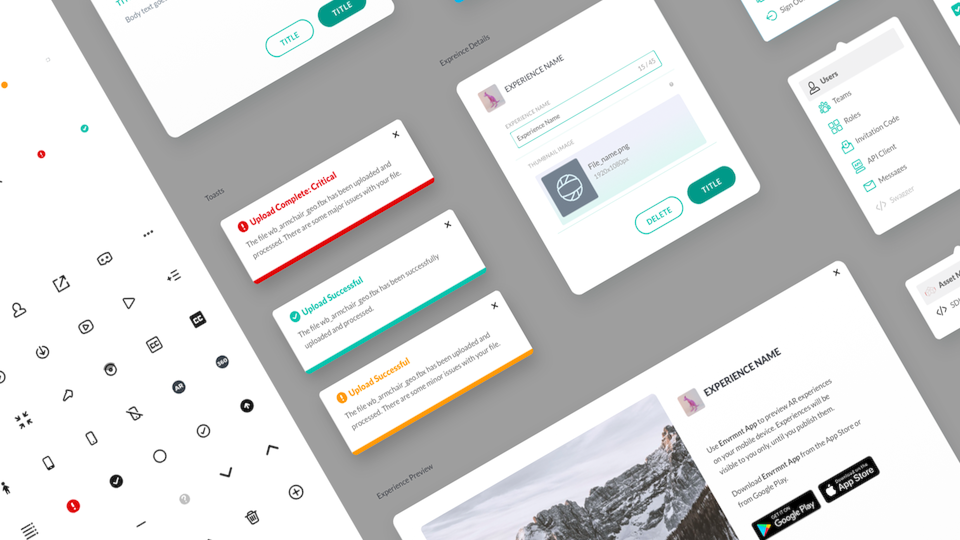 Body text goes
TITLE
TITLE
Expreince Details
EXPERIENCE NAME
EXPERIENCE NAME
15 / 45
Experience Name
THUMBNAIL IMAGE
File_name.png
1920x1080px
DELETE
TITLE
Sign Out
Users
Teams
Roles
Invitation Code
API Client
Messages
Swagger
Toasts
Upload Complete: Critical
The file wb_armchair_geo.fbx has been uploaded and
processed. There are some major issues with your file.
Upload Successful
The file wb_armchair_geo.fbx has been successfully
uploaded and processed.
Upload Successful
The file wb_armchair_geo.fbx has been uploaded and
processed. There are some minor issues with your file.
CC
CC
AR
360
Asset M
SD
Experience Preview
EXPERIENCE NAME
Use Envrmnt App to preview AR experiences
on your mobile device. Experiences will be
visible to you only, until you publish them.
Download Envrmnt App from the App Store or
from Google Play.
GET IT ON
Google Play
Download on the
App Store